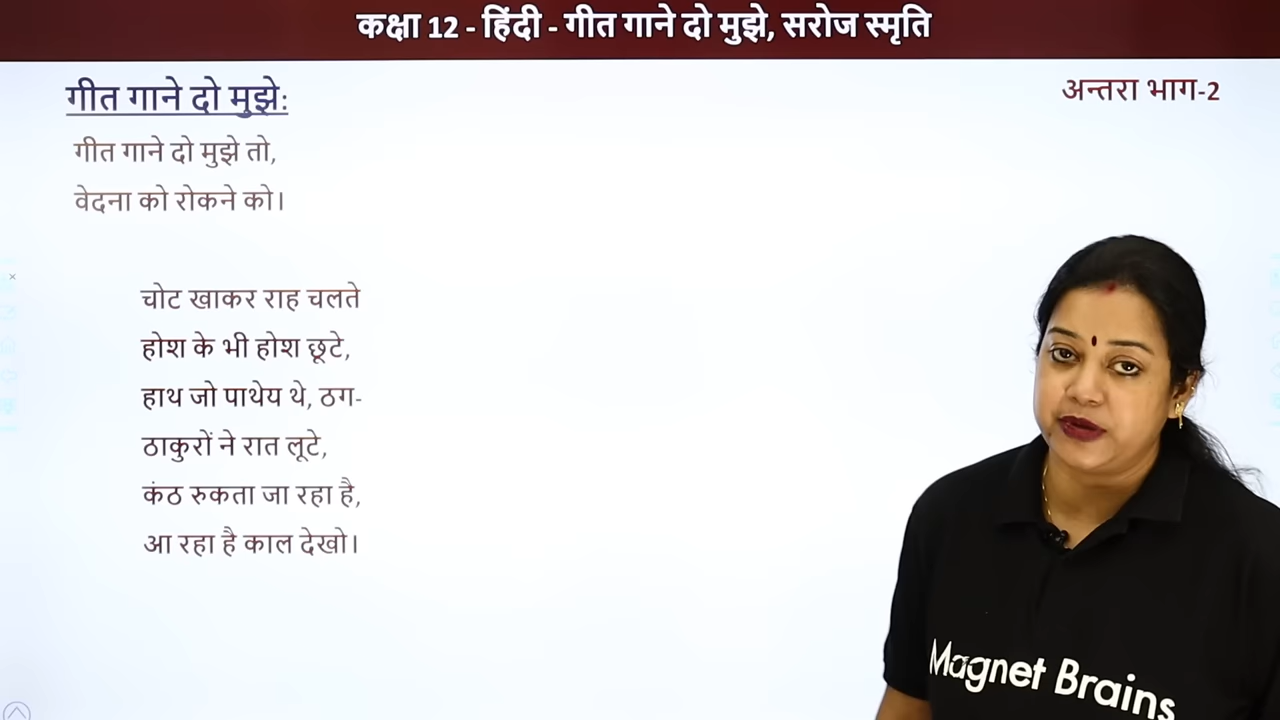 कक्षा 12 - हिंदी - गीत गाने दो मुझे, सरोज स्मृति
गीत गाने दो मुझे:
अन्तरा भाग-2
गीत गाने दो मुझे तो,
वेदना को रोकने को।
चोट खाकर राह चलते
होश के भी होश छूटे,
हाथ जो पाथेय थे, ठग-
ठाकुरों ने रात लूटे,
कंठ रुकता जा रहा है,
आ रहा है काल देखो।
Magnet Brains